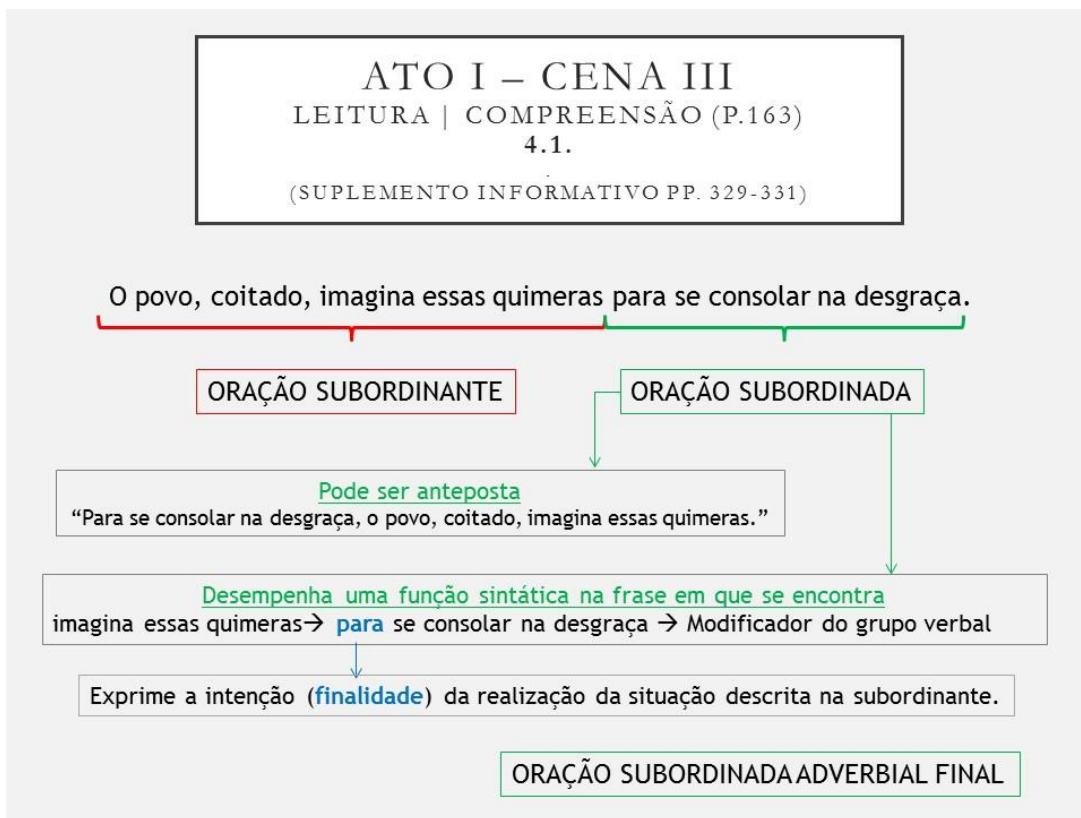 ATO I – CENA III
LEITURA | COMPREENSÃO (P.163)
4.1.
.
(SUPLEMENTO INFORMATIVO PP. 329-331)
O povo, coitado, imagina essas quimeras para se consolar na desgraça.
ORAÇÃO SUBORDINANTE
ORAÇÃO SUBORDINADA
Pode ser anteposta
“Para se consolar na desgraça, o povo, coitado, imagina essas quimeras.”
Desempenha uma função sintática na frase em que se encontra
imagina essas quimeras→ para se consolar na desgraça → Modificador do grupo verbal
Exprime a intenção (finalidade) da realização da situação descrita na subordinante.
ORAÇÃO SUBORDINADA ADVERBIAL FINAL